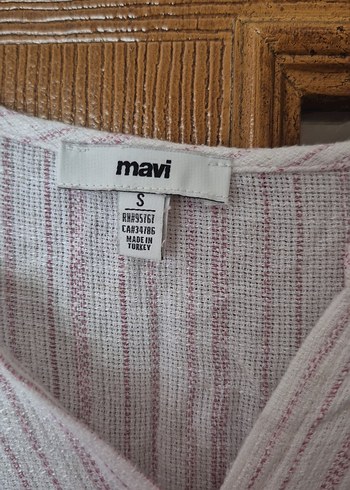 mavi
S
RN#95767
CA#34786
MADE IN
TURKEY